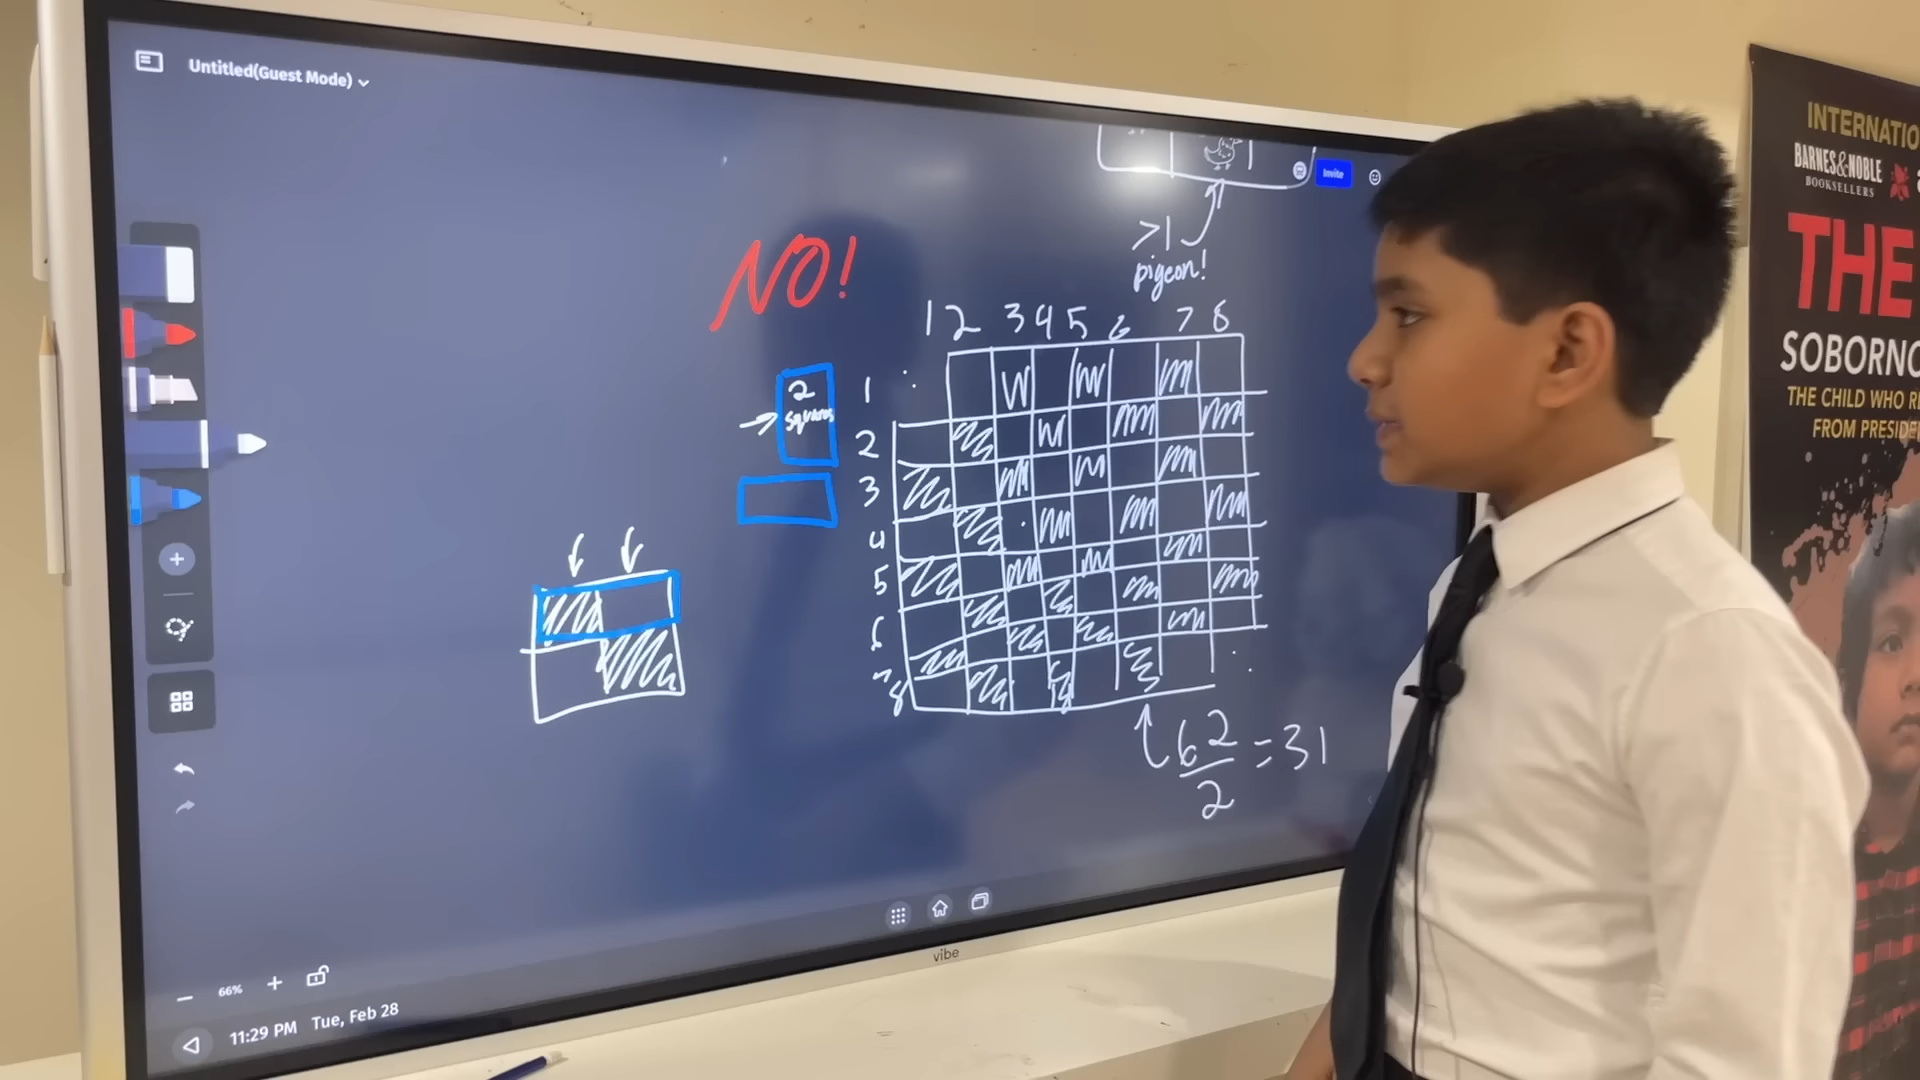 Untitled(Guest Mode)
Invite
>1
pigeon!
NO!
1 2 3 4 5 6 7 8
1
2
3
4
5
6
7
8
2
squares
62
2
= 31
66%
11:29 PM Tue, Feb 28
vibe
INTERNATIO
BARNES&NOBLE
BOOKSELLERS
THE
SOBORNO
THE CHILD WHO RE
FROM PRESIDE